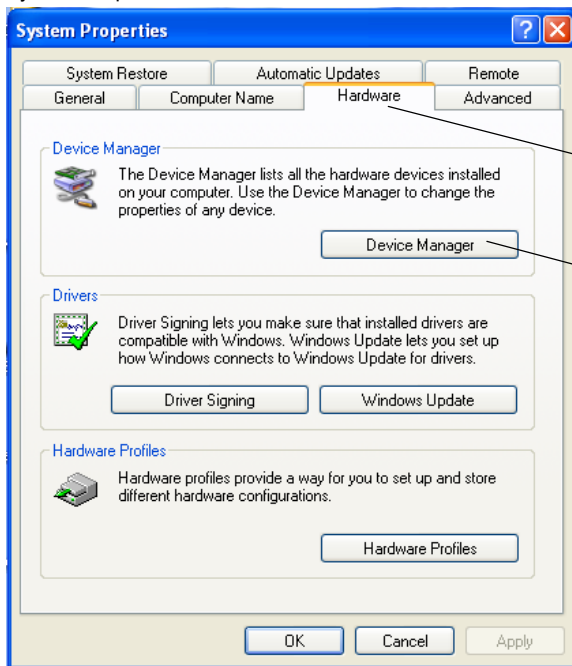 System Properties
System Restore Automatic Updates Remote
General Computer Name Hardware Advanced
Device Manager
The Device Manager lists all the hardware devices installed
on your computer. Use the Device Manager to change the
properties of any device.
Device Manager
Drivers
Driver Signing lets you make sure that installed drivers are
compatible with Windows. Windows Update lets you set up
how Windows connects to Windows Update for drivers.
Driver Signing Windows Update
Hardware Profiles
Hardware profiles provide a way for you to set up and store
different hardware configurations.
Hardware Profiles
OK Cancel Apply